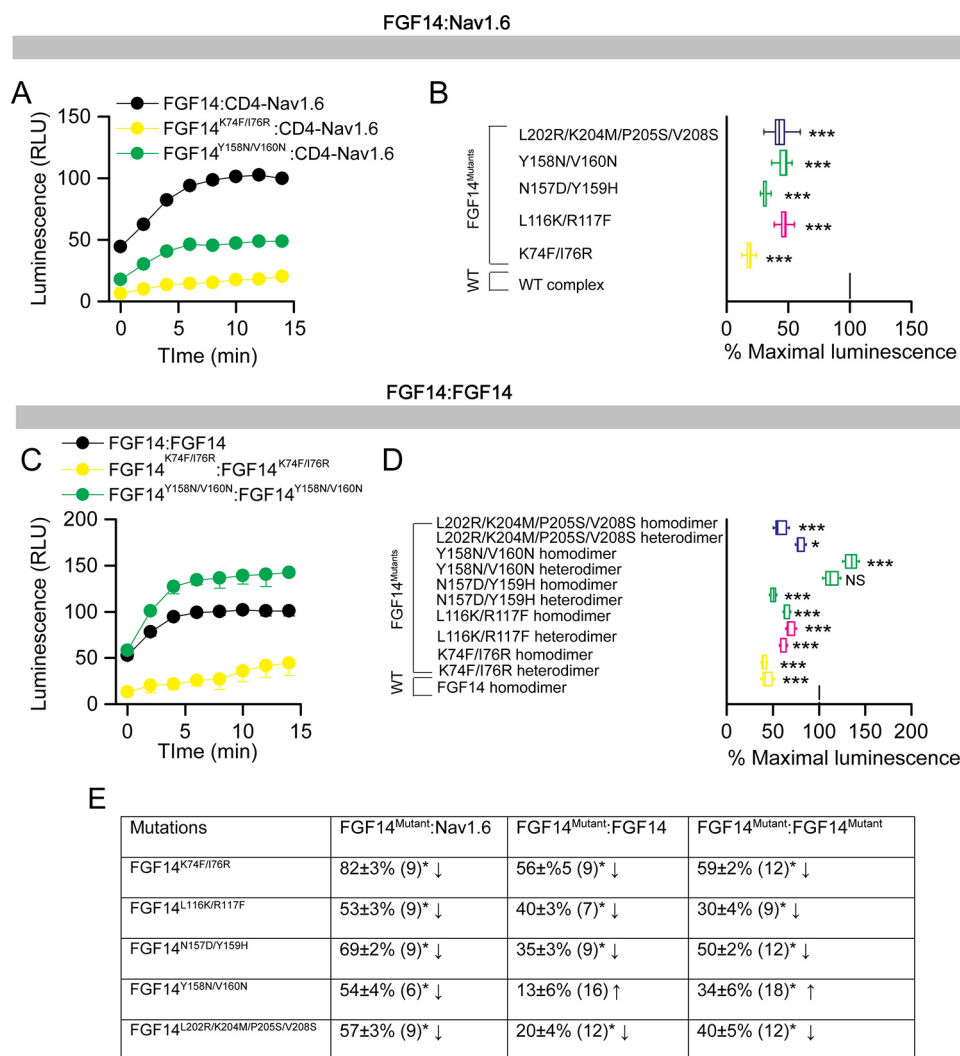 FGF14:Nav1.6
A
FGF14:CD4-Nav1.6
FGF14K74F/I76R:CD4-Nav1.6
FGF14Y158N/V160N:CD4-Nav1.6
Luminescence (RLU)
150
100
50
0
0 5 10 15
TIme (min)
B
FGF14Mutants
L202R/K204M/P205S/V208S ***
Y158N/V160N ***
N157D/Y159H ***
L116K/R117F ***
K74F/I76R ***
WT
WT complex
0 50 100 150
% Maximal luminescence
FGF14:FGF14
C
FGF14:FGF14
FGF14K74F/I76R:FGF14K74F/I76R
FGF14Y158N/V160N:FGF14Y158N/V160N
Luminescence (RLU)
200
150
100
50
0
0 5 10 15
TIme (min)
D
FGF14Mutants
L202R/K204M/P205S/V208S homodimer ***
L202R/K204M/P205S/V208S heterodimer *
Y158N/V160N homodimer ***
Y158N/V160N heterodimer NS
N157D/Y159H homodimer ***
N157D/Y159H heterodimer ***
L116K/R117F homodimer ***
L116K/R117F heterodimer ***
K74F/I76R homodimer ***
K74F/I76R heterodimer ***
WT
FGF14 homodimer
0 50 100 150 200
% Maximal luminescence
E
Mutations FGF14Mutant:Nav1.6 FGF14Mutant:FGF14 FGF14Mutant:FGF14Mutant
FGF14K74F/I76R 82±3% (9)* ↓ 56±%5 (9)* ↓ 59±2% (12)* ↓
FGF14L116K/R117F 53±3% (9)* ↓ 40±3% (7)* ↓ 30±4% (9)* ↓
FGF14N157D/Y159H 69±2% (9)* ↓ 35±3% (9)* ↓ 50±2% (12)* ↓
FGF14Y158N/V160N 54±4% (6)* ↓ 13±6% (16) ↑ 34±6% (18)* ↑
FGF14L202R/K204M/P205S/V208S 57±3% (9)* ↓ 20±4% (12)* ↓ 40±5% (12)* ↓